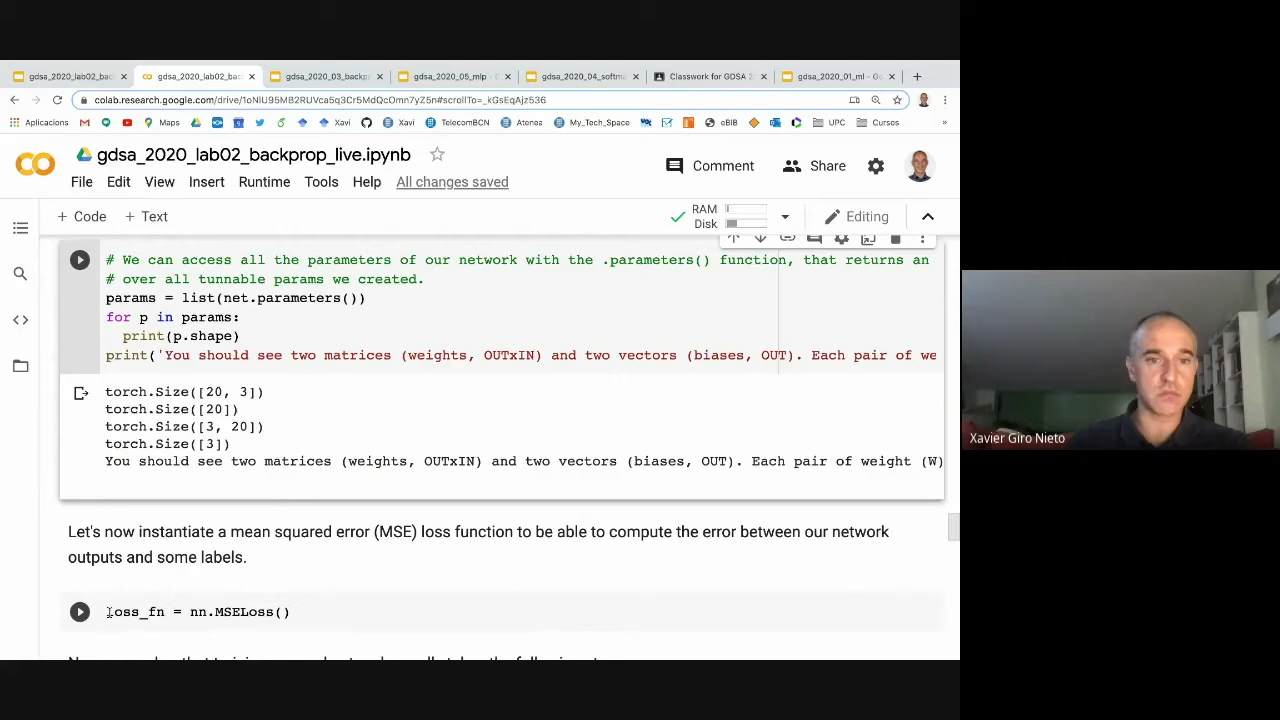 gdsa_2020_lab02_bac
gdsa_2020_lab02_bac
gdsa_2020_03_backp
gdsa_2020_05_mlp - G
gdsa_2020_04_softma
Classwork for GDSA 2
gdsa_2020_01_ml - Go
colab.research.google.com/drive/1oNlU95MB2RUVca5q3Cr5MdQcOmn7yZ5n#scrollTo=_kGsEqAjz536
Aplicaciones
Maps
Xavi
Xavi
TelecomBCN
Atenea
My_Tech_Space
eBIB
UPC
Cursos
»
gdsa_2020_lab02_backprop_live.ipynb
Comment
Share
File Edit View Insert Runtime Tools Help All changes saved
+ Code + Text
RAM
Disk
Editing
# We can access all the parameters of our network with the .parameters() function, that returns an
# over all tunnable params we created.
params = list(net.parameters())
for p in params:
print(p.shape)
print('You should see two matrices (weights, OUTxIN) and two vectors (biases, OUT). Each pair of we
torch.Size([20, 3])
torch.Size([20])
torch.Size([3, 20])
torch.Size([3])
You should see two matrices (weights, OUTxIN) and two vectors (biases, OUT). Each pair of weight (W)
Let's now instantiate a mean squared error (MSE) loss function to be able to compute the error between our network
outputs and some labels.
loss_fn = nn.MSELoss()
Xavier Giro Nieto